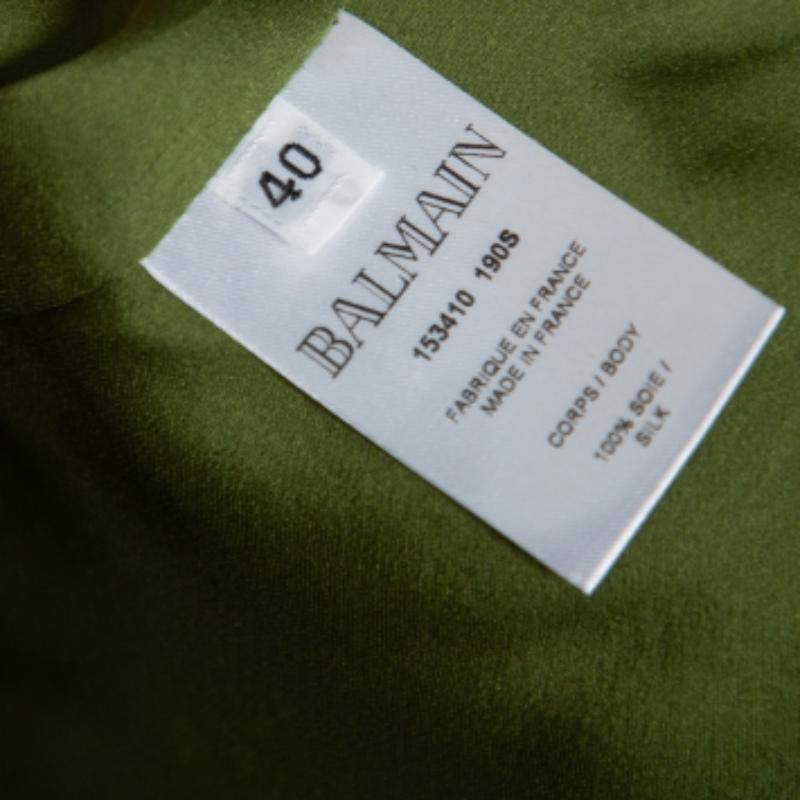 40
BALMAIN
153410 190S
FABRIQUE EN FRANCE
MADE IN FRANCE
CORPS / BODY
100% SOIE /
SILK